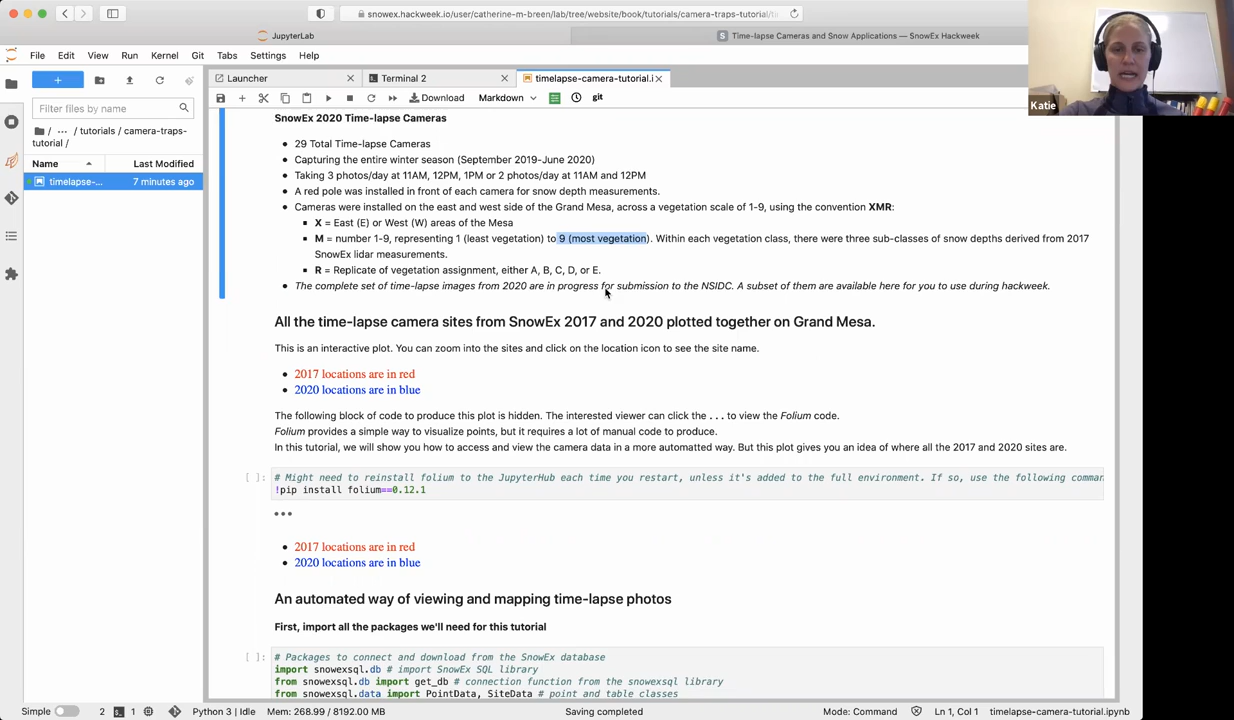 snowex.hackweek.io/user/catherine-m-breen/lab/tree/website/book/tutorials/camera-traps-tutorial/
JupyterLab
S Time-lapse Cameras and Snow Applications — SnowEx Hackweek
File Edit View Run Kernel Git Tabs Settings Help
Launcher
Terminal 2
timelapse-camera-tutorial.i
Download Markdown git
Filter files by name
/ ... / tutorials / camera-traps-
tutorial /
Name Last Modified
timelapse-... 7 minutes ago
Katie
SnowEx 2020 Time-lapse Cameras
29 Total Time-lapse Cameras
Capturing the entire winter season (September 2019-June 2020)
Taking 3 photos/day at 11AM, 12PM, 1PM or 2 photos/day at 11AM and 12PM
A red pole was installed in front of each camera for snow depth measurements.
Cameras were installed on the east and west side of the Grand Mesa, across a vegetation scale of 1-9, using the convention XMR:
X = East (E) or West (W) areas of the Mesa
M = number 1-9, representing 1 (least vegetation) to 9 (most vegetation). Within each vegetation class, there were three sub-classes of snow depths derived from 2017
SnowEx lidar measurements.
R = Replicate of vegetation assignment, either A, B, C, D, or E.
The complete set of time-lapse images from 2020 are in progress for submission to the NSIDC. A subset of them are available here for you to use during hackweek.
All the time-lapse camera sites from SnowEx 2017 and 2020 plotted together on Grand Mesa.
This is an interactive plot. You can zoom into the sites and click on the location icon to see the site name.
2017 locations are in red
2020 locations are in blue
The following block of code to produce this plot is hidden. The interested viewer can click the ... to view the Folium code.
Folium provides a simple way to visualize points, but it requires a lot of manual code to produce.
In this tutorial, we will show you how to access and view the camera data in a more automatted way. But this plot gives you an idea of where all the 2017 and 2020 sites are.
[ ]: # Might need to reinstall folium to the JupyterHub each time you restart, unless it's added to the full environment. If so, use the following comman
!pip install folium==0.12.1
•••
2017 locations are in red
2020 locations are in blue
An automated way of viewing and mapping time-lapse photos
First, import all the packages we'll need for this tutorial
[ ]: # Packages to connect and download from the SnowEx database
import snowexsql.db # import SnowEx SQL library
from snowexsql.db import get_db # connection function from the snowexsql library
from snowexsql.data import PointData, SiteData # point and table classes
Simple 2 1 Python 3 | Idle Mem: 268.99 / 8192.00 MB Saving completed Mode: Command Ln 1, Col 1 timelapse-camera-tutorial.ipynb